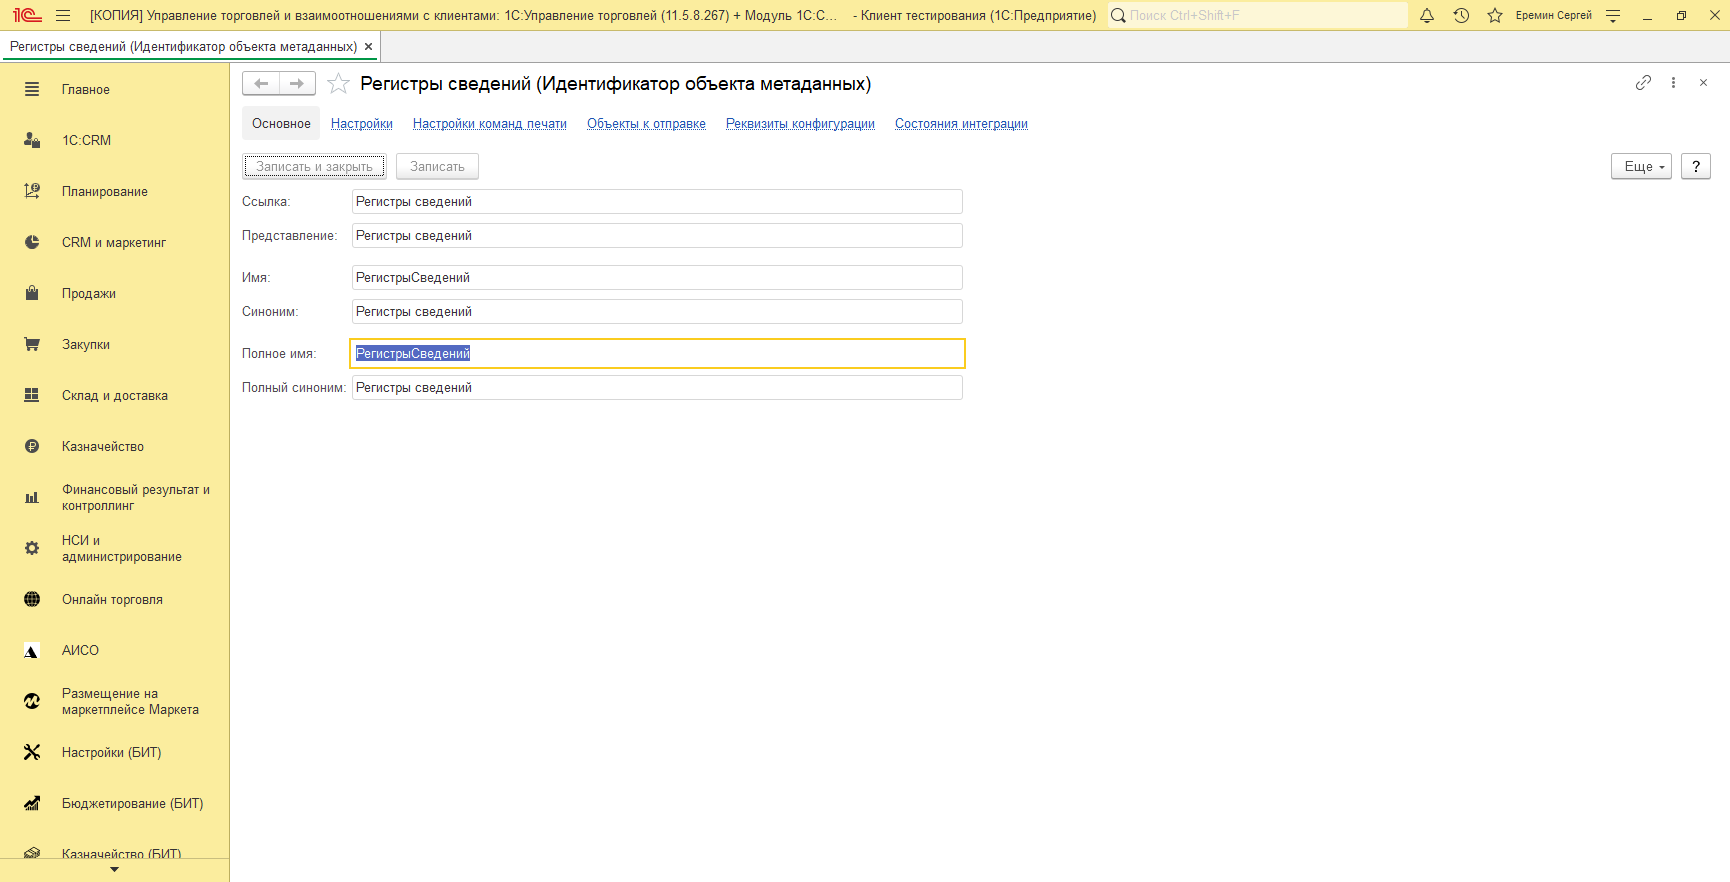 1С [КОПИЯ] Управление торговлей и взаимоотношениями с клиентами: 1С:Управление торговлей (11.5.8.267) + Модуль 1С:С... - Клиент тестирования (1С:Предприятие) Поиск Ctrl+Shift+F Еремин Сергей
Регистры сведений (Идентификатор объекта метаданных) ×
Главное
1С:CRM
Планирование
CRM и маркетинг
Продажи
Закупки
Склад и доставка
Казначейство
Финансовый результат и
контроллинг
НСИ и
администрирование
Онлайн торговля
АИСО
Размещение на
маркетплейсе Маркета
Настройки (БИТ)
Бюджетирование (БИТ)
Казначейство (БИТ)
Регистры сведений (Идентификатор объекта метаданных)
Основное Настройки Настройки команд печати Объекты к отправке Реквизиты конфигурации Состояния интеграции
Записать и закрыть Записать Еще ?
Ссылка: Регистры сведений
Представление: Регистры сведений
Имя: РегистрыСведений
Синоним: Регистры сведений
Полное имя: РегистрыСведений
Полный синоним: Регистры сведений